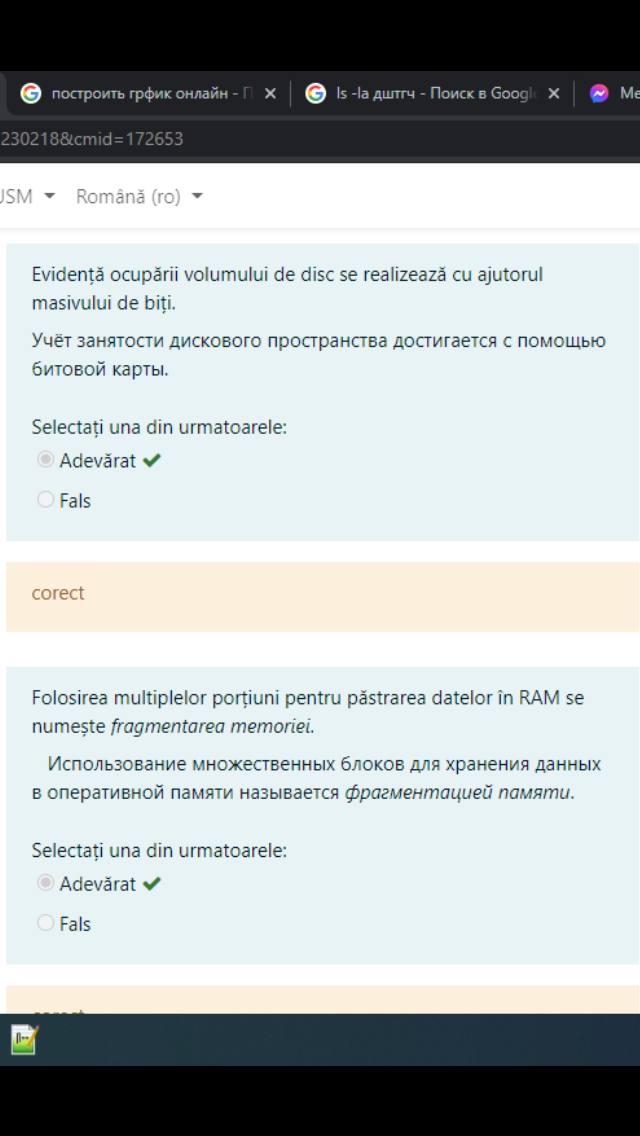 построить грфик онлайн - П
ls -la дштгч - Поиск в Google
Me
230218&cmid=172653
USM
Română (ro)
Evidență ocupării volumului de disc se realizează cu ajutorul
masivului de biți.
Учёт занятости дискового пространства достигается с помощью
битовой карты.
Selectați una din urmatoarele:
Adevărat
Fals
corect
Folosirea multiplelor porțiuni pentru păstrarea datelor în RAM se
numește fragmentarea memoriei.
Использование множественных блоков для хранения данных
в оперативной памяти называется фрагментацией памяти.
Selectați una din urmatoarele:
Adevărat
Fals
corect